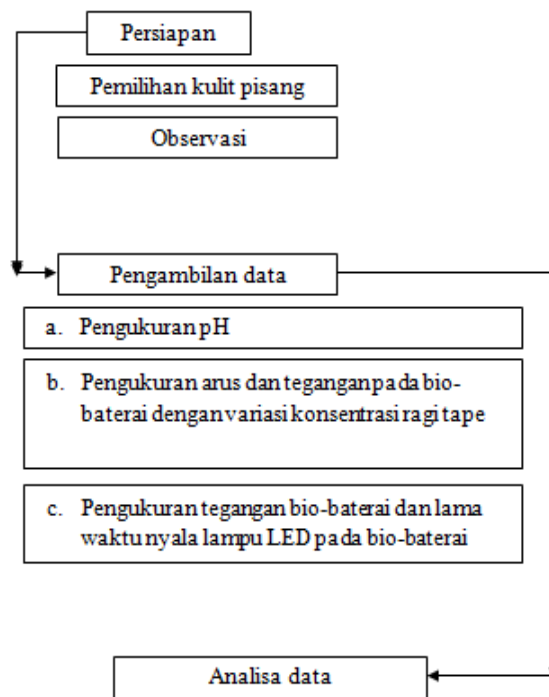 Persiapan
Pemilihan kulit pisang
Observasi
Pengambilan data
a. Pengukuran pH
b. Pengukuran arus dan tegangan pada bio-
baterai dengan variasi konsentrasi ragi tape
c. Pengukuran tegangan bio-baterai dan lama
waktu nyala lampu LED pada bio-baterai
Analisa data